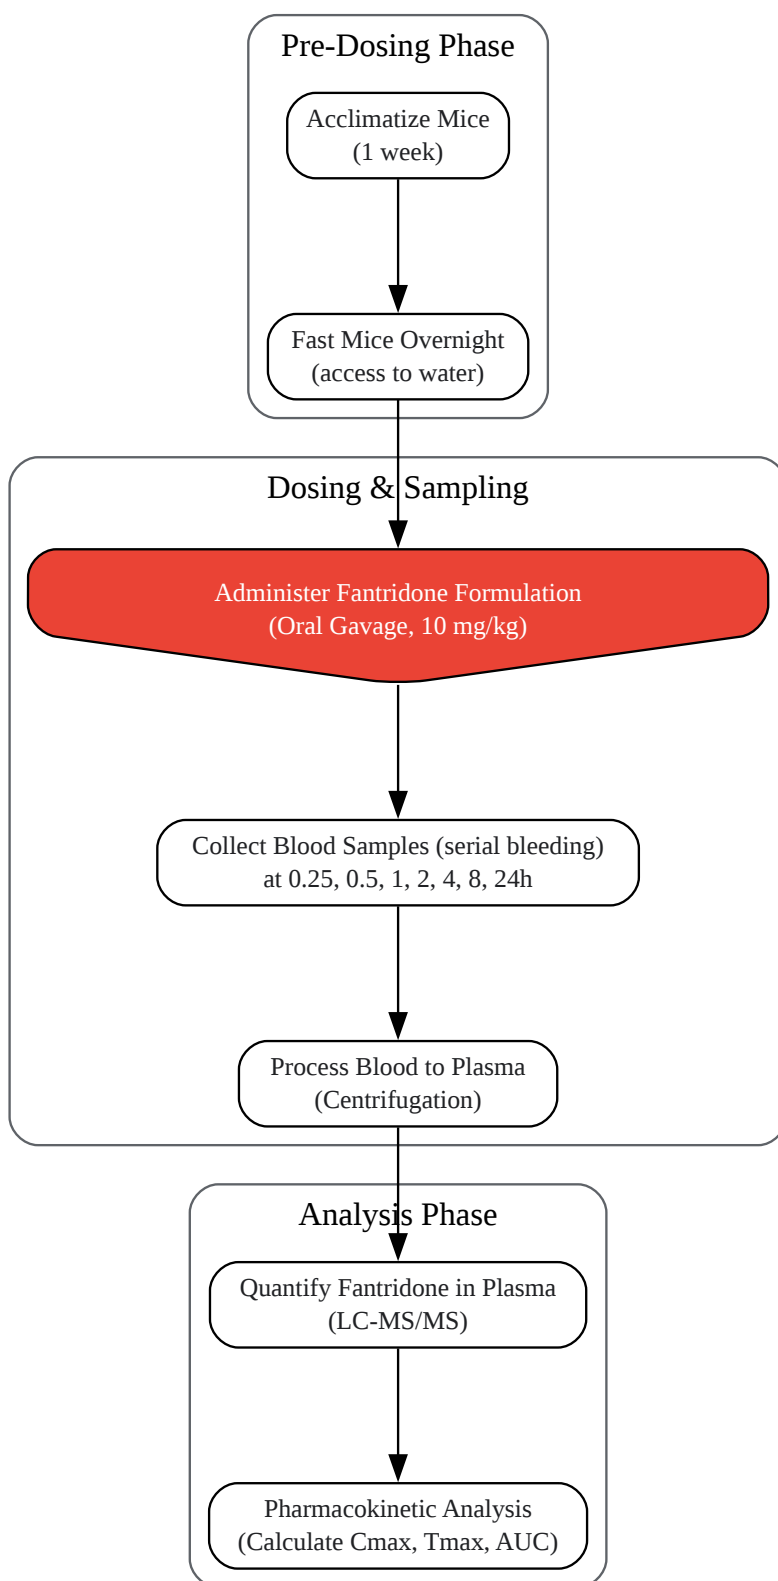 Pre-Dosing Phase
Acclimatize Mice
(1 week)
Fast Mice Overnight
(access to water)
Dosing & Sampling
Administer Fantridone Formulation
(Oral Gavage, 10 mg/kg)
Collect Blood Samples (serial bleeding)
at 0.25, 0.5, 1, 2, 4, 8, 24h
Process Blood to Plasma
(Centrifugation)
Analysis Phase
Quantify Fantridone in Plasma
(LC-MS/MS)
Pharmacokinetic Analysis
(Calculate Cmax, Tmax, AUC)